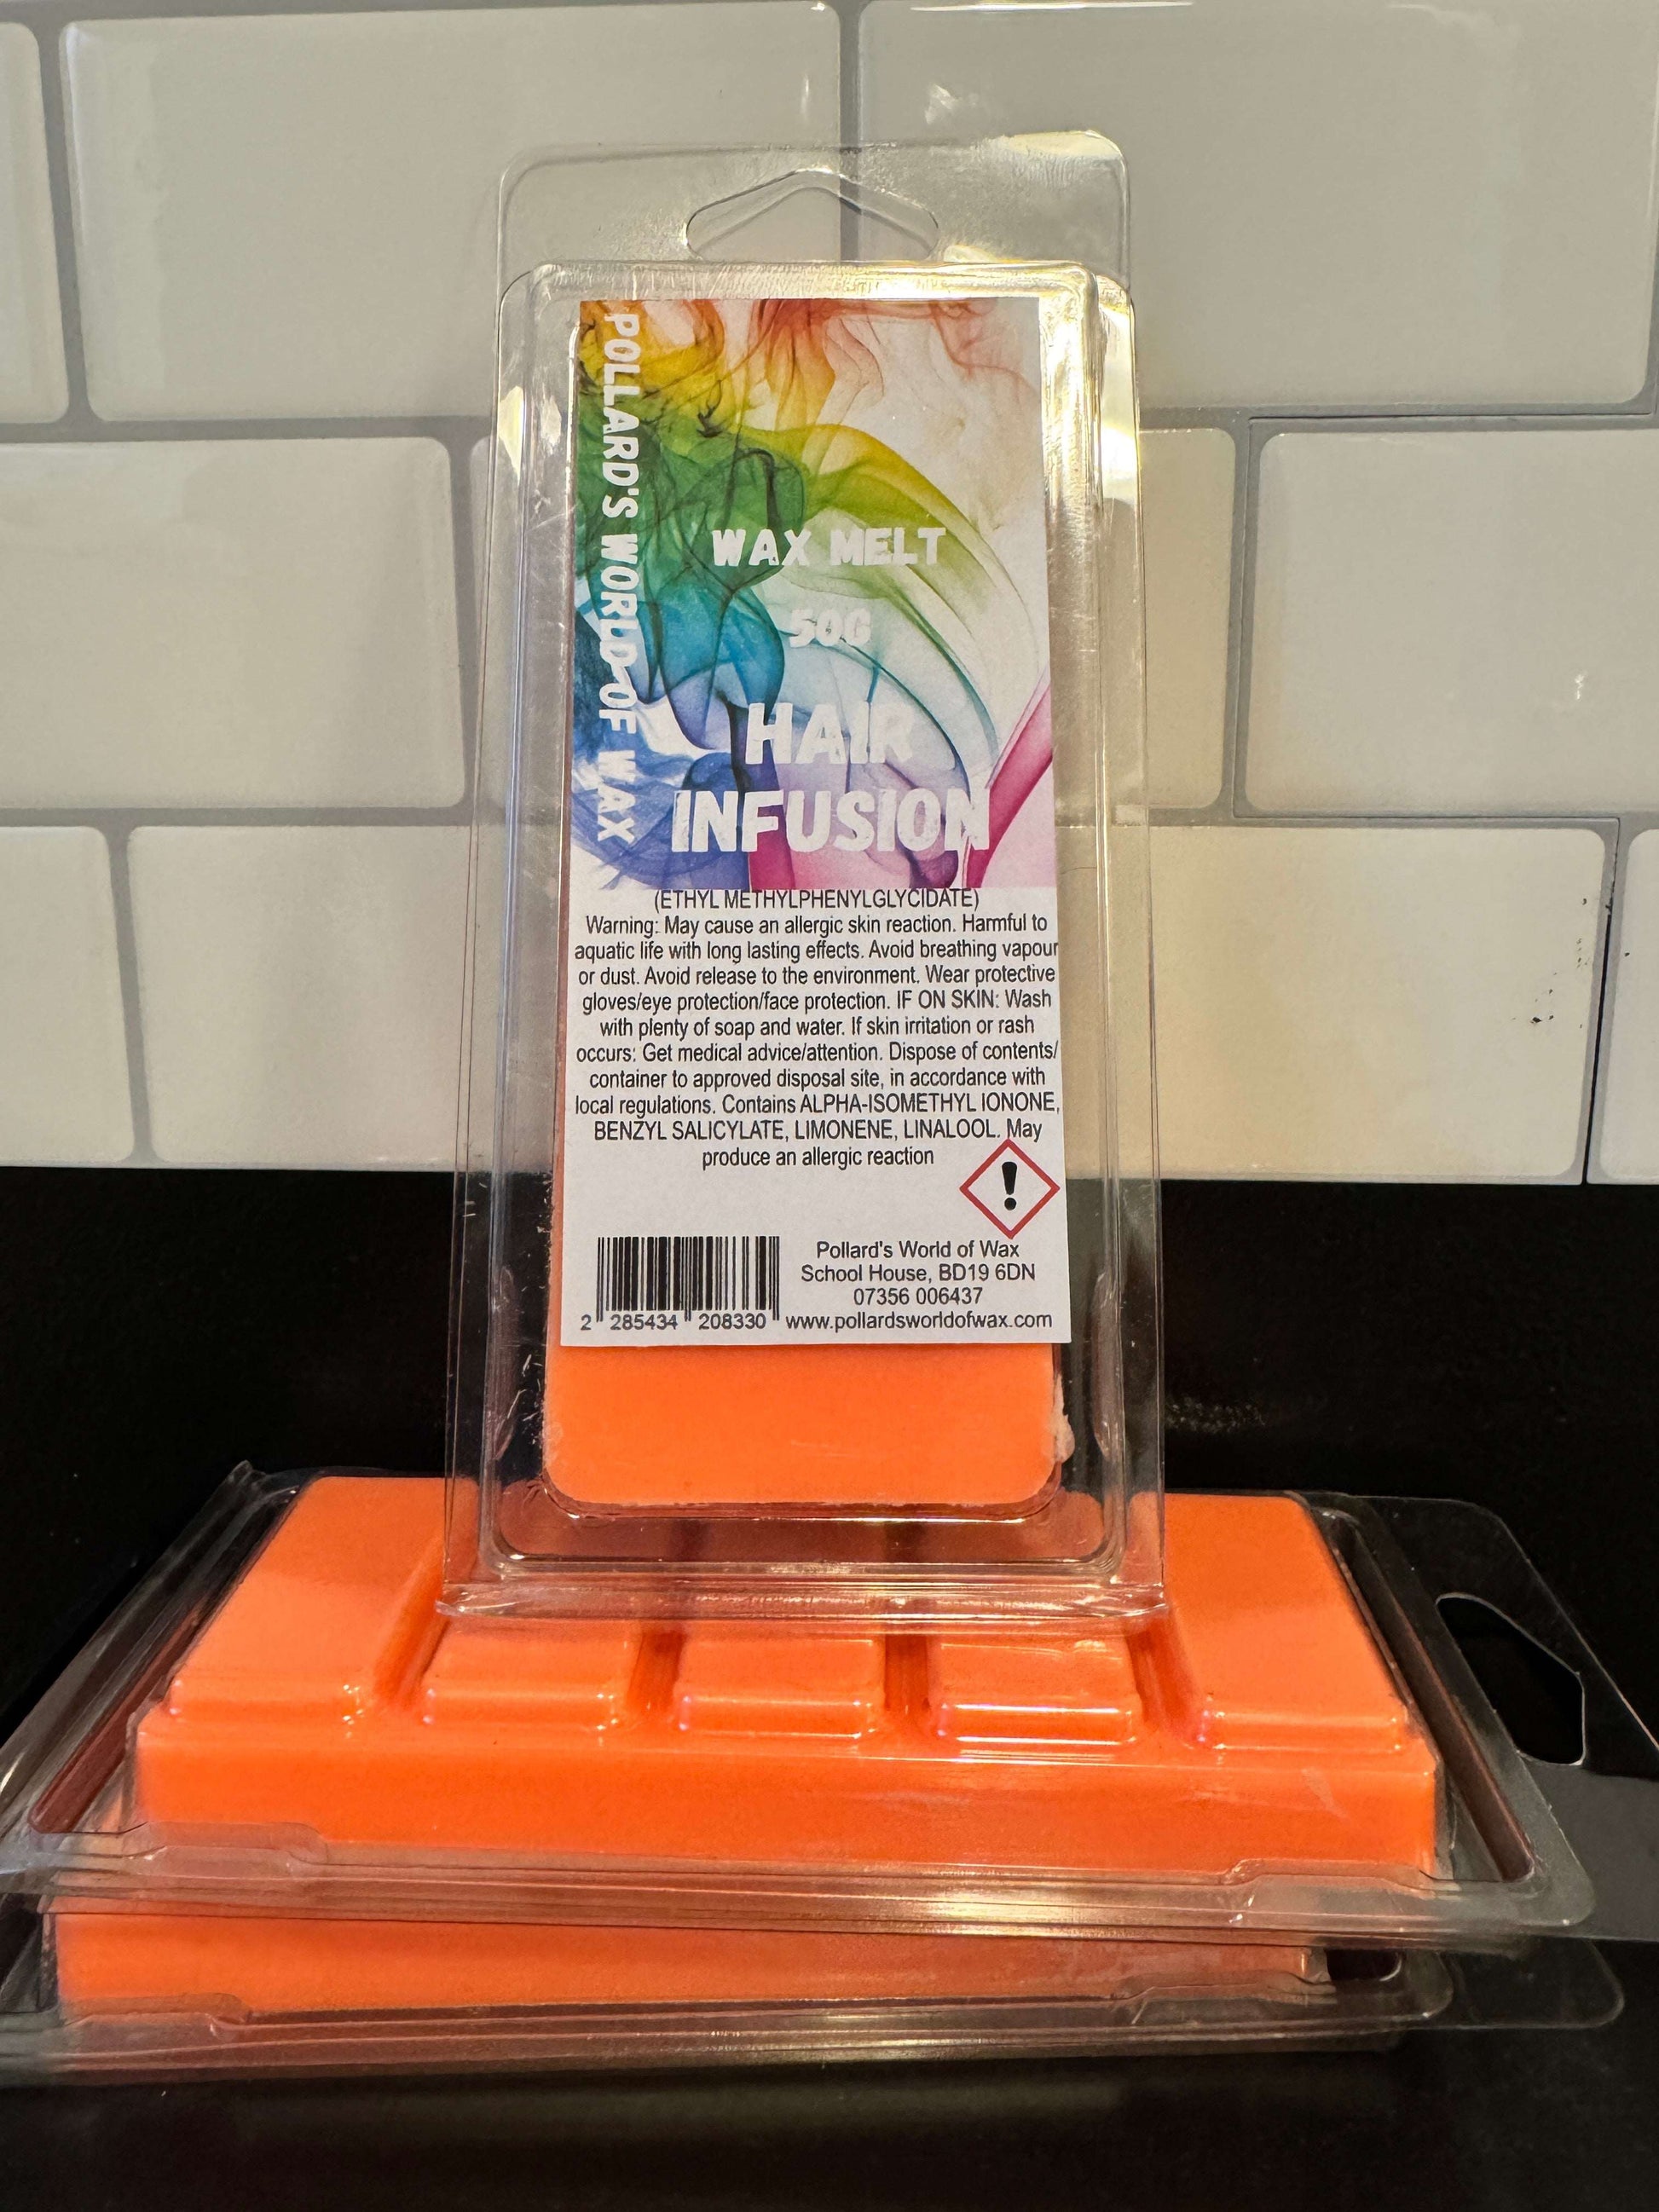 POLLARD'S WORLD OF WAX
WAX MELT
50G
HAIR
INFUSION
(ETHYL METHYLPHENYLGLYCIDATE)
Warning: May cause an allergic skin reaction. Harmful to
aquatic life with long lasting effects. Avoid breathing vapour
or dust. Avoid release to the environment. Wear protective
gloves/eye protection/face protection. IF ON SKIN: Wash
with plenty of soap and water. If skin irritation or rash
occurs: Get medical advice/attention. Dispose of contents/
container to approved disposal site, in accordance with
local regulations. Contains ALPHA-ISOMETHYL IONONE,
BENZYL SALICYLATE, LIMONENE, LINALOOL. May
produce an allergic reaction
Pollard's World of Wax
School House, BD19 6DN
07356 006437
www.pollardsworldofwax.com
2 285434 208330